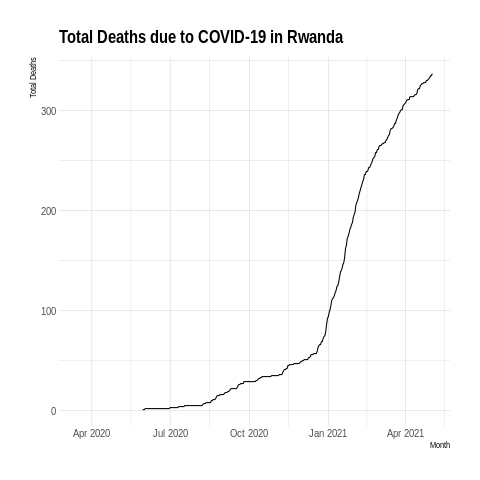 Total Deaths due to COVID-19 in Rwanda
Total Deaths
300
200
100
0
Apr 2020 Jul 2020 Oct 2020 Jan 2021 Apr 2021
Month